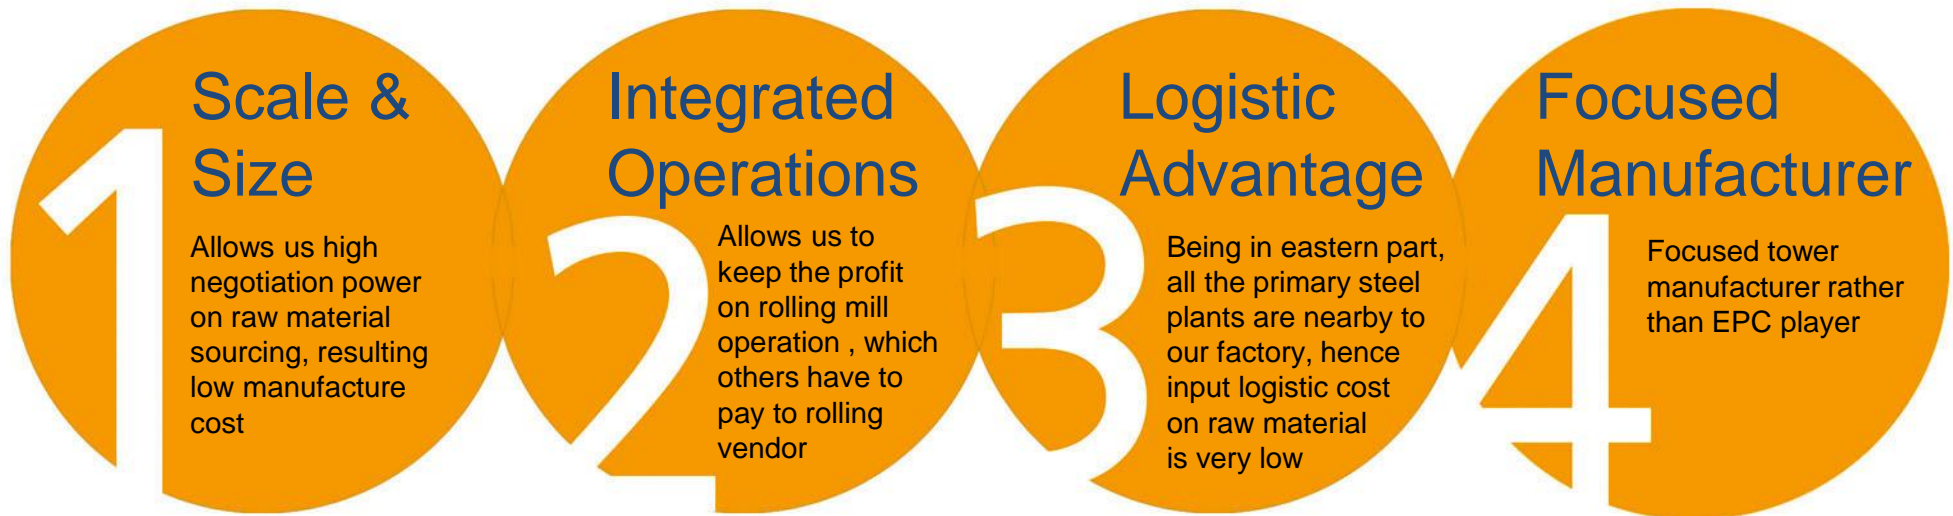 1
Scale &
Size
Allows us high
negotiation power
on raw material
sourcing, resulting
low manufacture
cost
2
Integrated
Operations
Allows us to
keep the profit
on rolling mill
operation , which
others have to
pay to rolling
vendor
3
Logistic
Advantage
Being in eastern part,
all the primary steel
plants are nearby to
our factory, hence
input logistic cost
on raw material
is very low
4
Focused
Manufacturer
Focused tower
manufacturer rather
than EPC player